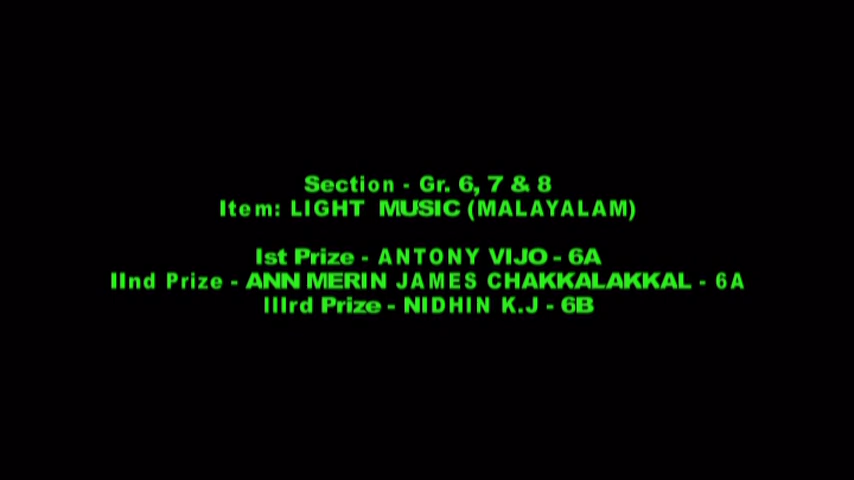 Section - Gr. 6, 7 & 8
Item: LIGHT MUSIC (MALAYALAM)
Ist Prize - ANTONY VIJO - 6A
IInd Prize - ANN MERIN JAMES CHAKKALAKKAL - 6A
IIIrd Prize - NIDHIN K.J - 6B